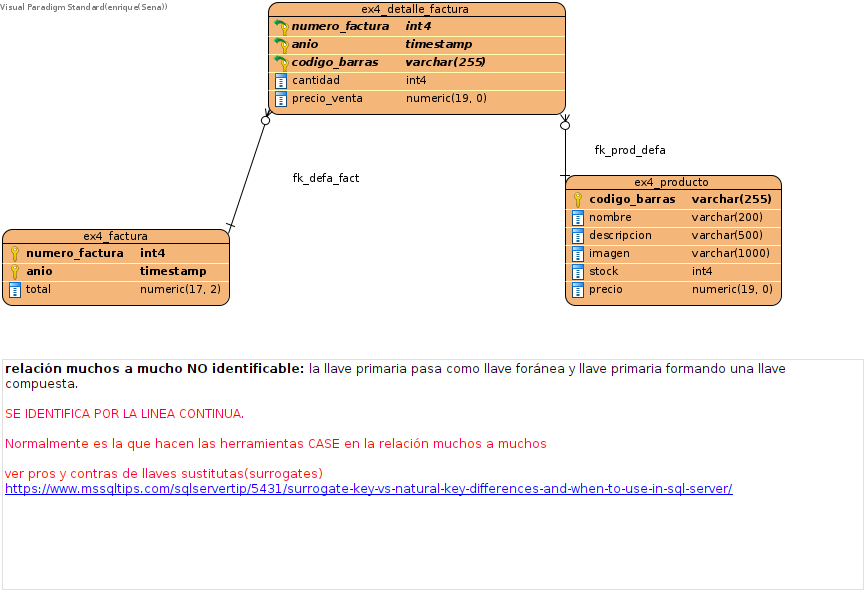 Visual Paradigm Standard(enrique(Sena))
ex4_detalle_factura
numero_factura int4
anio timestamp
codigo_barras varchar(255)
cantidad int4
precio_venta numeric(19, 0)
fk_defa_fact
fk_prod_defa
ex4_producto
codigo_barras varchar(255)
nombre varchar(200)
descripcion varchar(500)
imagen varchar(1000)
stock int4
precio numeric(19, 0)
ex4_factura
numero_factura int4
anio timestamp
total numeric(17, 2)
relación muchos a mucho NO identificable: la llave primaria pasa como llave foránea y llave primaria formando una llave
compuesta.
SE IDENTIFICA POR LA LINEA CONTINUA.
Normalmente es la que hacen las herramientas CASE en la relación muchos a muchos
ver pros y contras de llaves sustitutas(surrogates)
https://www.mssqltips.com/sqlservertip/5431/surrogate-key-vs-natural-key-differences-and-when-to-use-in-sql-server/